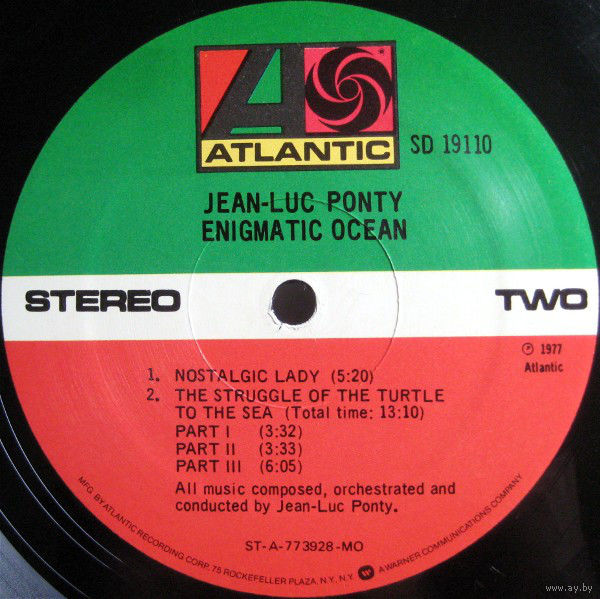 ATLANTIC
SD 19110
JEAN-LUC PONTY
ENIGMATIC OCEAN
STEREO
TWO
℗ 1977
Atlantic
1. NOSTALGIC LADY (5:20)
2. THE STRUGGLE OF THE TURTLE
TO THE SEA (Total time: 13:10)
PART I (3:32)
PART II (3:33)
PART III (6:05)
All music composed, orchestrated and
conducted by Jean-Luc Ponty.
ST-A-773928-MO
MFG. BY ATLANTIC RECORDING CORP. 75 ROCKEFELLER PLAZA, N.Y. N.Y. A WARNER COMMUNICATIONS COMPANY
www.ay.by